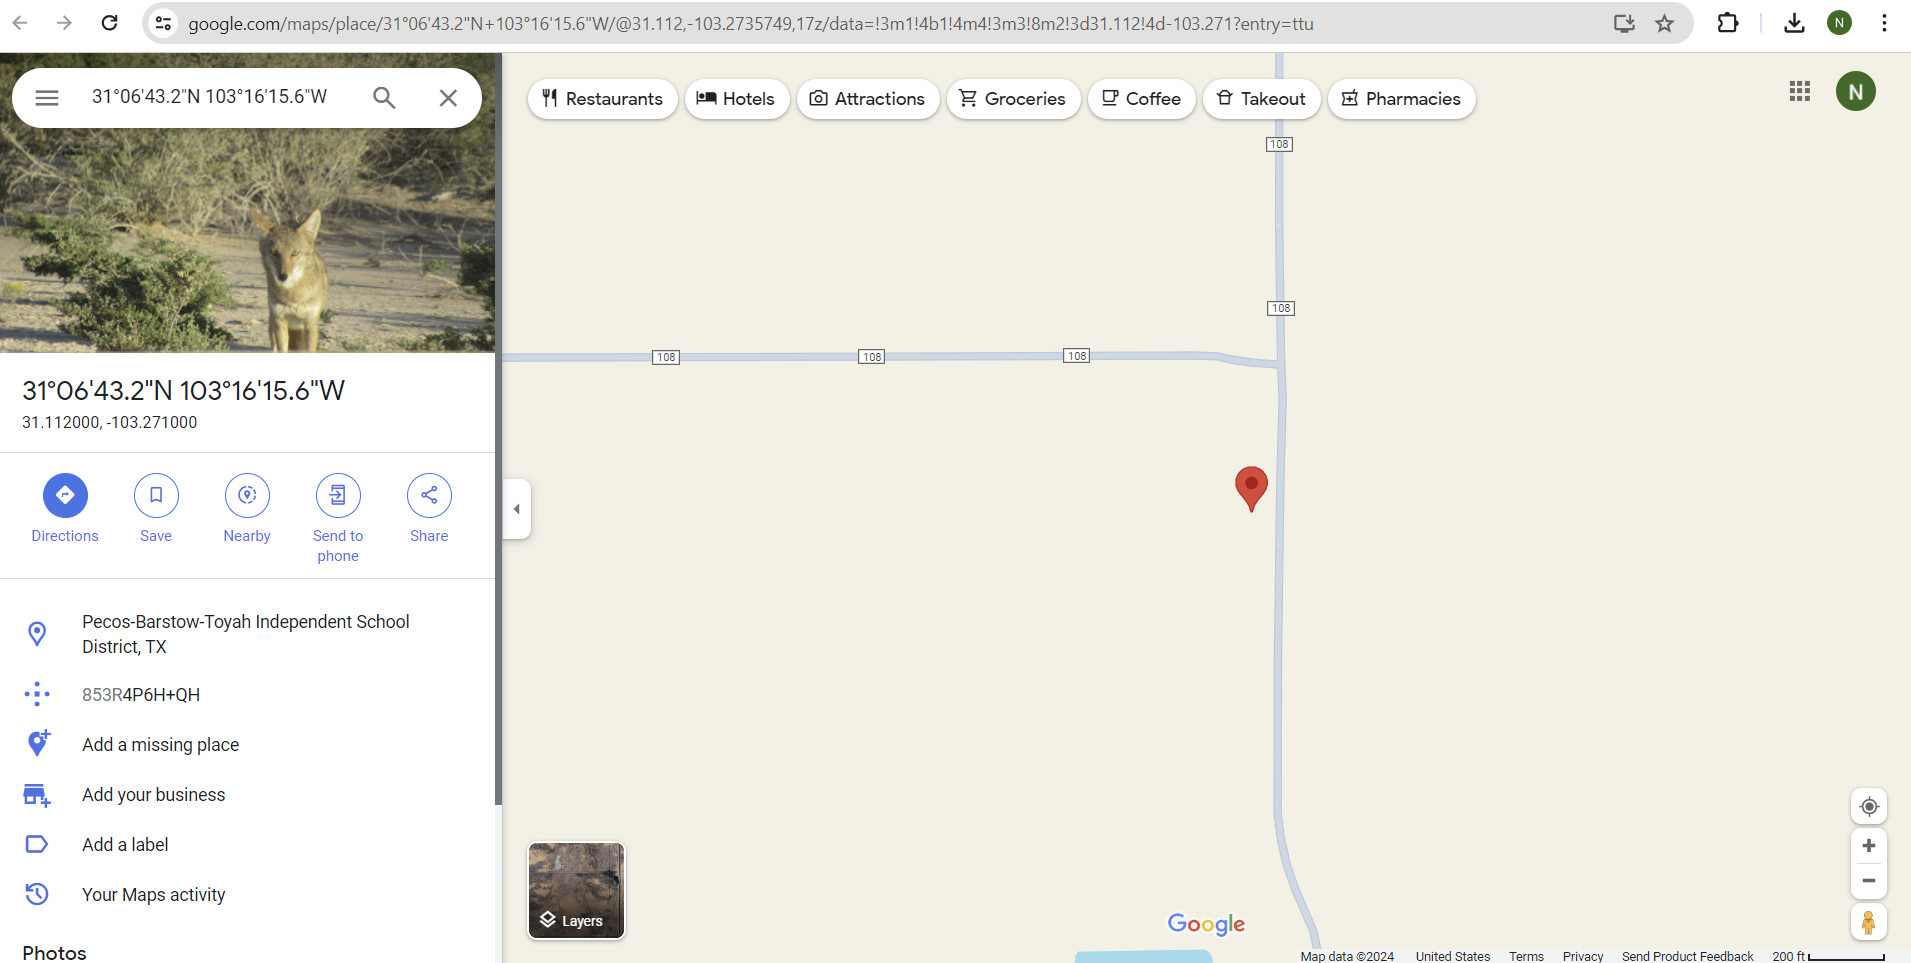 google.com/maps/place/31°06'43.2"N+103°16'15.6"W/@31.112,-103.2735749,17z/data=!3m1!4b1!4m4!3m3!8m2!3d31.112!4d-103.271?entry=ttu
N
31°06'43.2"N 103°16'15.6"W
Restaurants
Hotels
Attractions
Groceries
Coffee
Takeout
Pharmacies
N
108
108
108
108
108
31°06'43.2"N 103°16'15.6"W
31.112000, -103.271000
Directions
Save
Nearby
Send to
phone
Share
Pecos-Barstow-Toyah Independent School
District, TX
853R4P6H+QH
Add a missing place
Add your business
Add a label
Your Maps activity
Photos
Layers
Google
Map data ©2024 United States Terms Privacy Send Product Feedback 200 ft